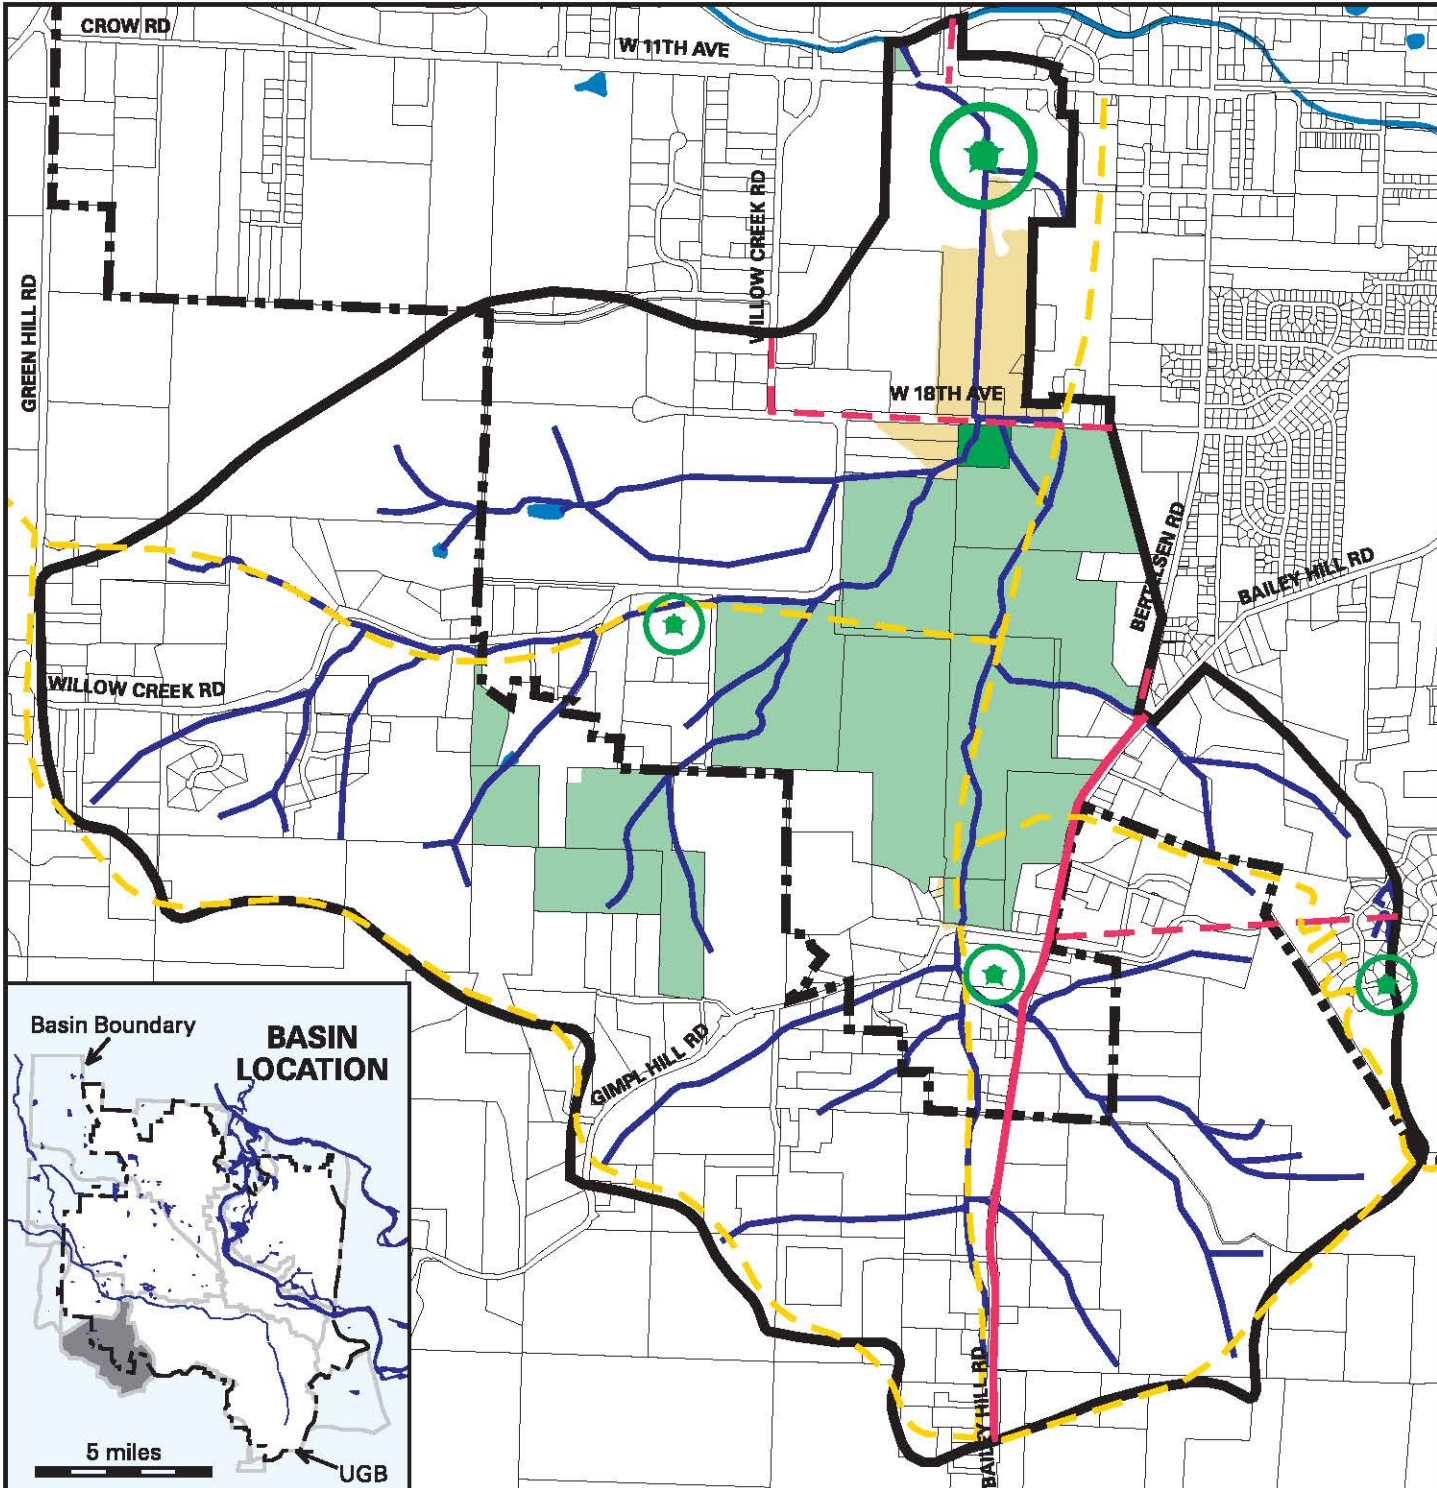 CROW RD
W 11TH AVE
WILLOW CREEK RD
GREEN HILL RD
W 18TH AVE
BERTELSEN RD
BAILEY HILL RD
WILLOW CREEK RD
GIMPL HILL RD
BAILEY HILL RD
Basin Boundary
BASIN
LOCATION
5 miles
UGB